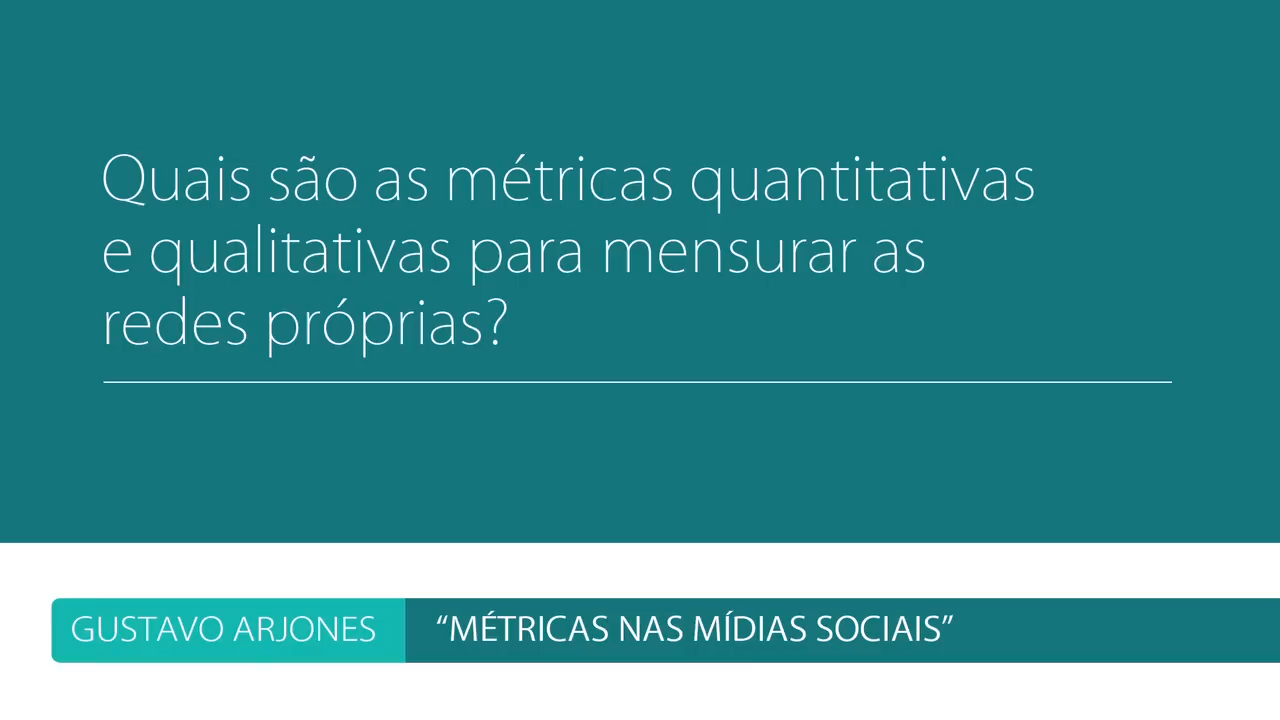 Quais são as métricas quantitativas
e qualitativas para mensurar as
redes próprias?
GUSTAVO ARJONES
“MÉTRICAS NAS MÍDIAS SOCIAIS”